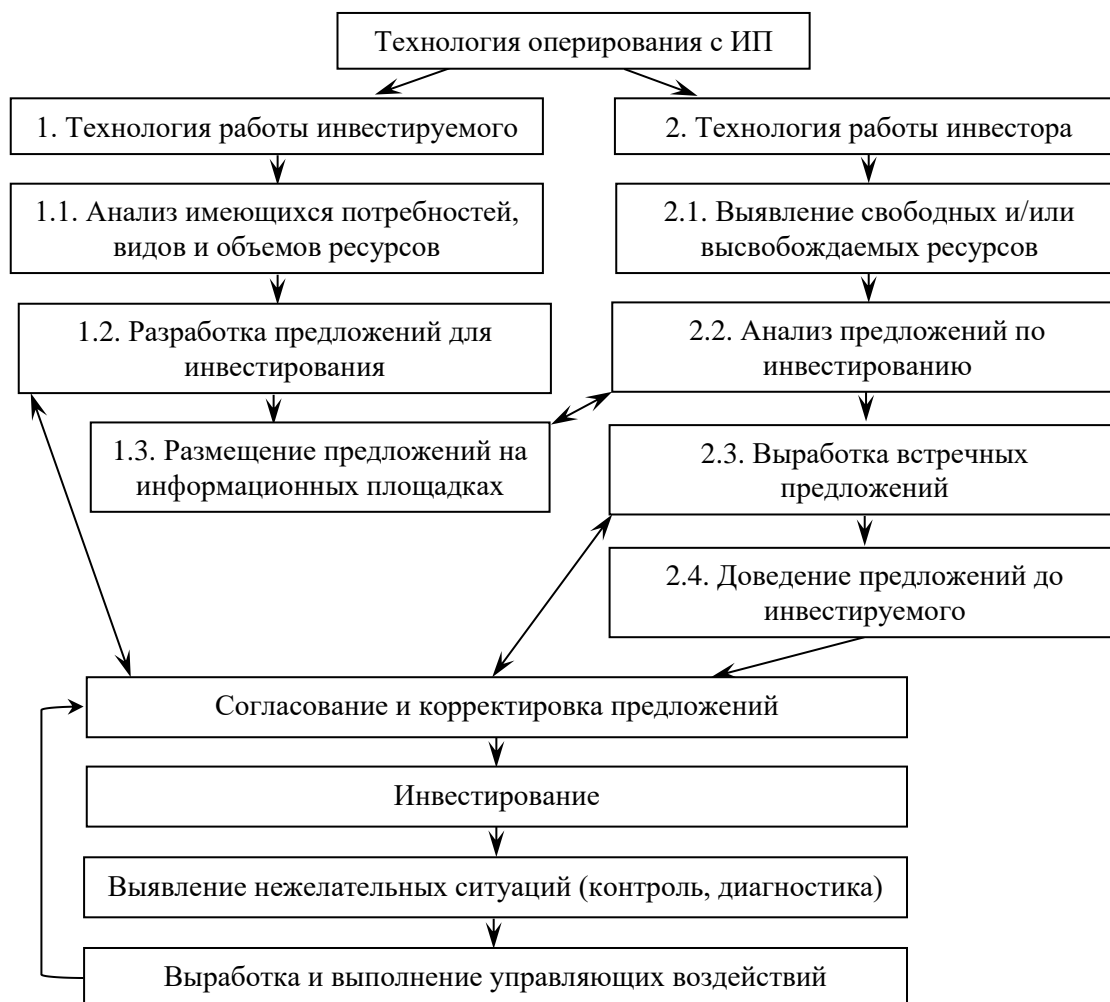 Технология оперирования с ИП
1. Технология работы инвестируемого
2. Технология работы инвестора
1.1. Анализ имеющихся потребностей,
видов и объемов ресурсов
2.1. Выявление свободных и/или
высвобождаемых ресурсов
1.2. Разработка предложений для
инвестирования
2.2. Анализ предложений по
инвестированию
1.3. Размещение предложений на
информационных площадках
2.3. Выработка встречных
предложений
2.4. Доведение предложений до
инвестируемого
Согласование и корректировка предложений
Инвестирование
Выявление нежелательных ситуаций (контроль, диагностика)
Выработка и выполнение управляющих воздействий